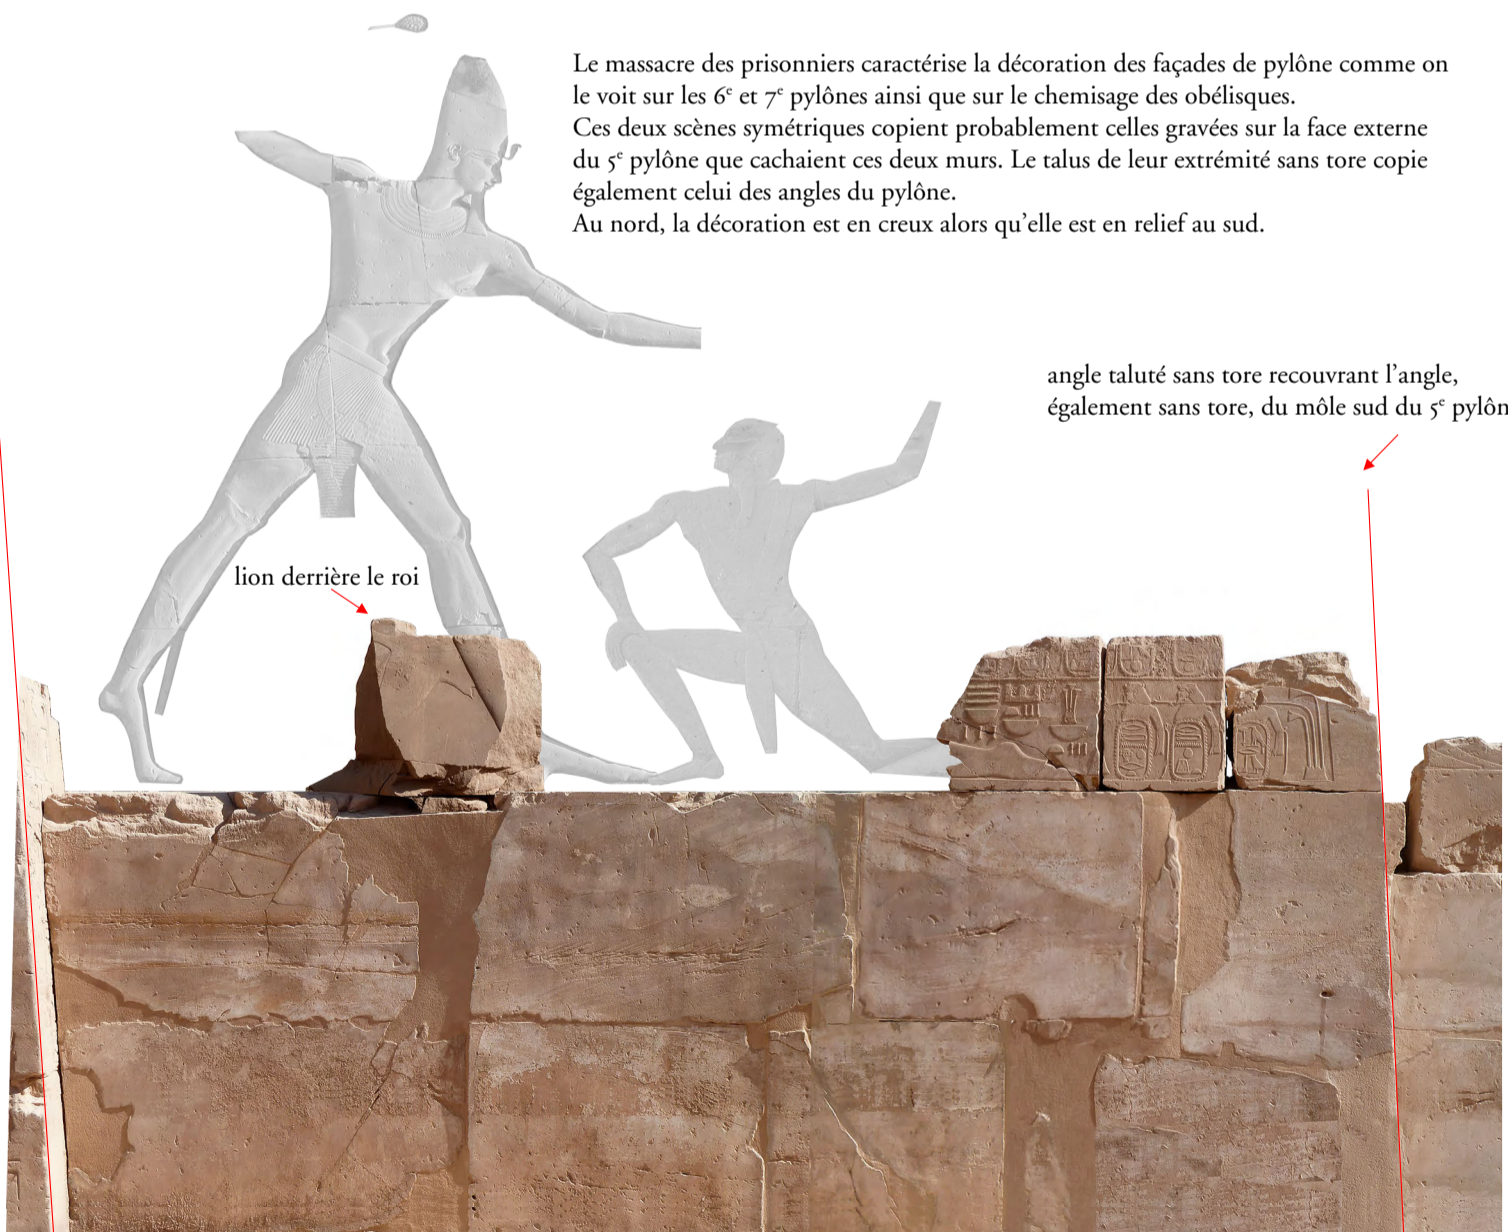 Le massacre des prisonniers caractérise la décoration des façades de pylône comme on
le voit sur les 6e et 7e pylônes ainsi que sur le chemisage des obélisques.
Ces deux scènes symétriques copient probablement celles gravées sur la face externe
du 5e pylône que cachaient ces deux murs. Le talus de leur extrémité sans tore copie
également celui des angles du pylône.
Au nord, la décoration est en creux alors qu'elle est en relief au sud.
angle taluté sans tore recouvrant l'angle,
également sans tore, du môle sud du 5e pylôn
lion derrière le roi